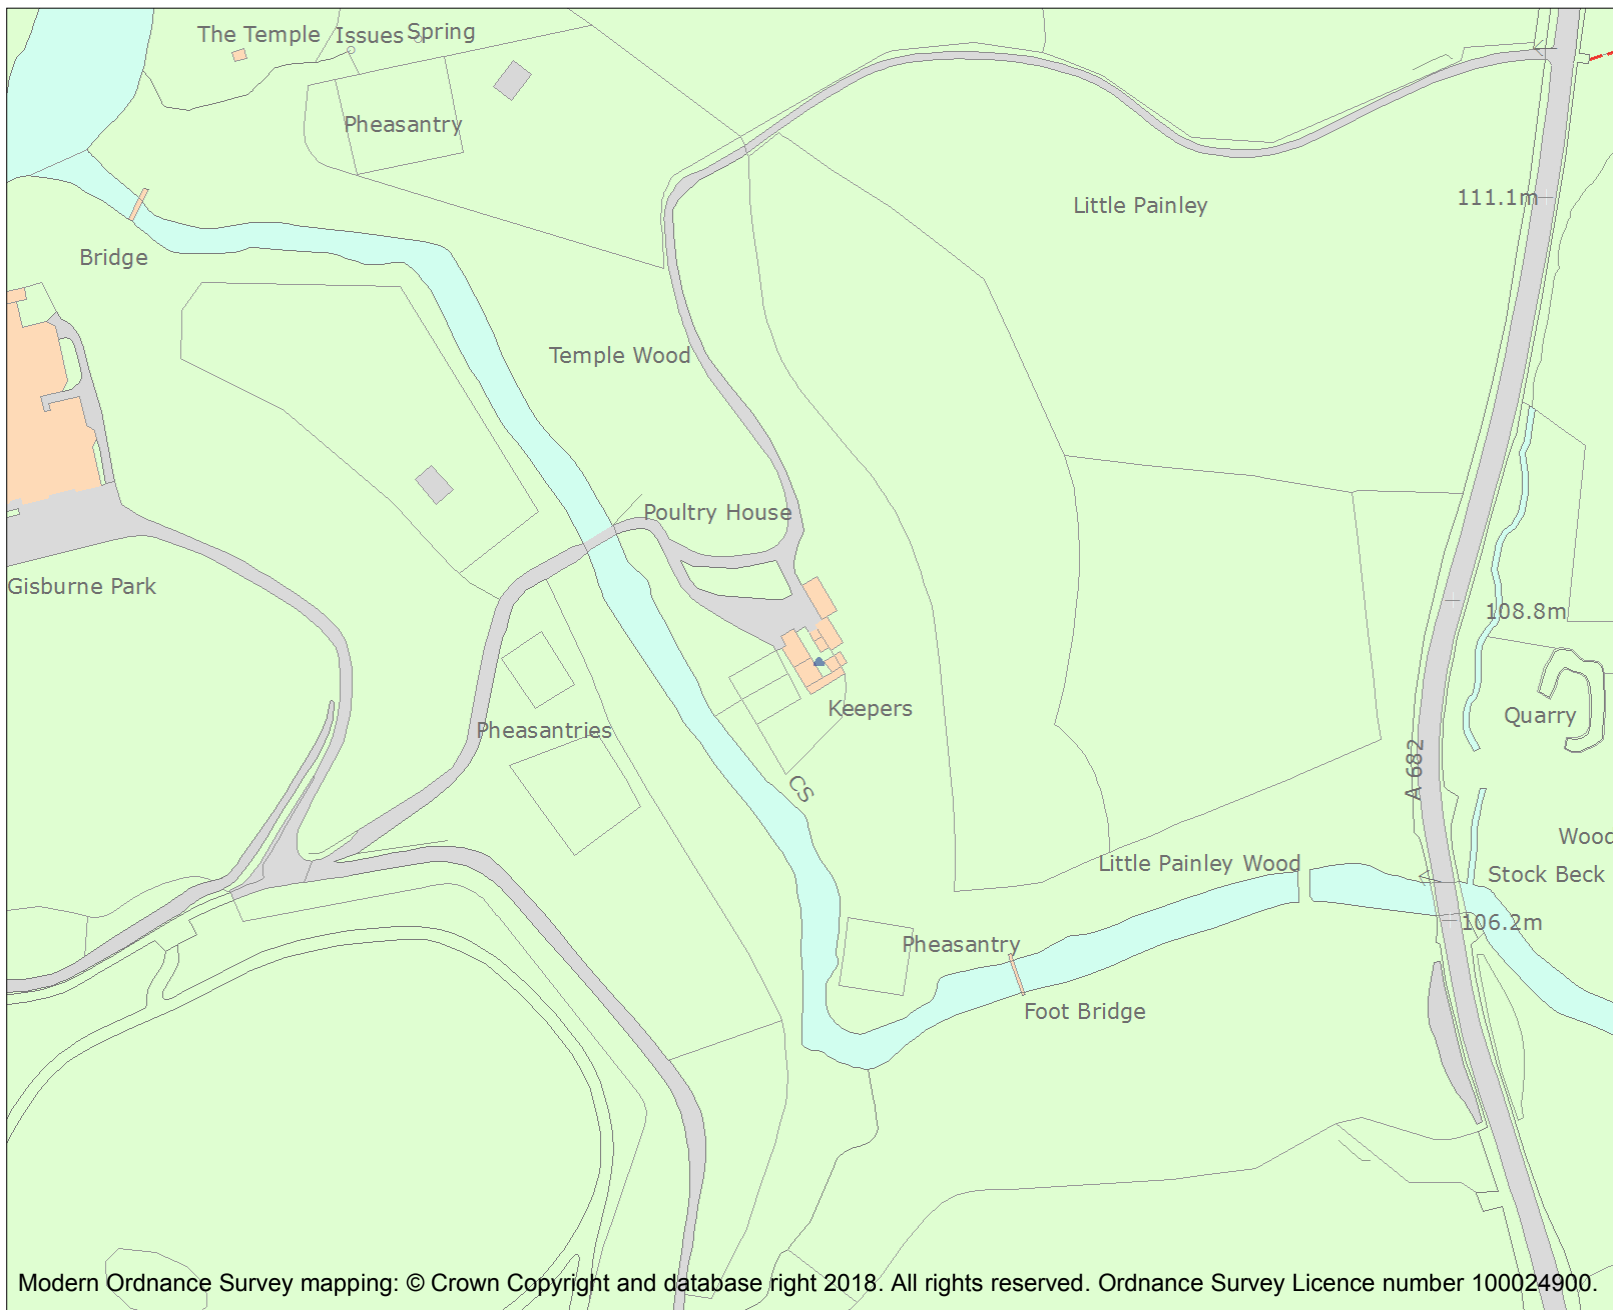 The Temple
Issues
Spring
Pheasantry
Little Painley
111.1m
Bridge
Temple Wood
Poultry House
Gisburne Park
108.8m
Keepers
Quarry
Pheasantries
A 682
CS
Wood
Little Painley Wood
Stock Beck
106.2m
Pheasantry
Foot Bridge
Modern Ordnance Survey mapping: © Crown Copyright and database right 2018. All rights reserved. Ordnance Survey Licence number 100024900.